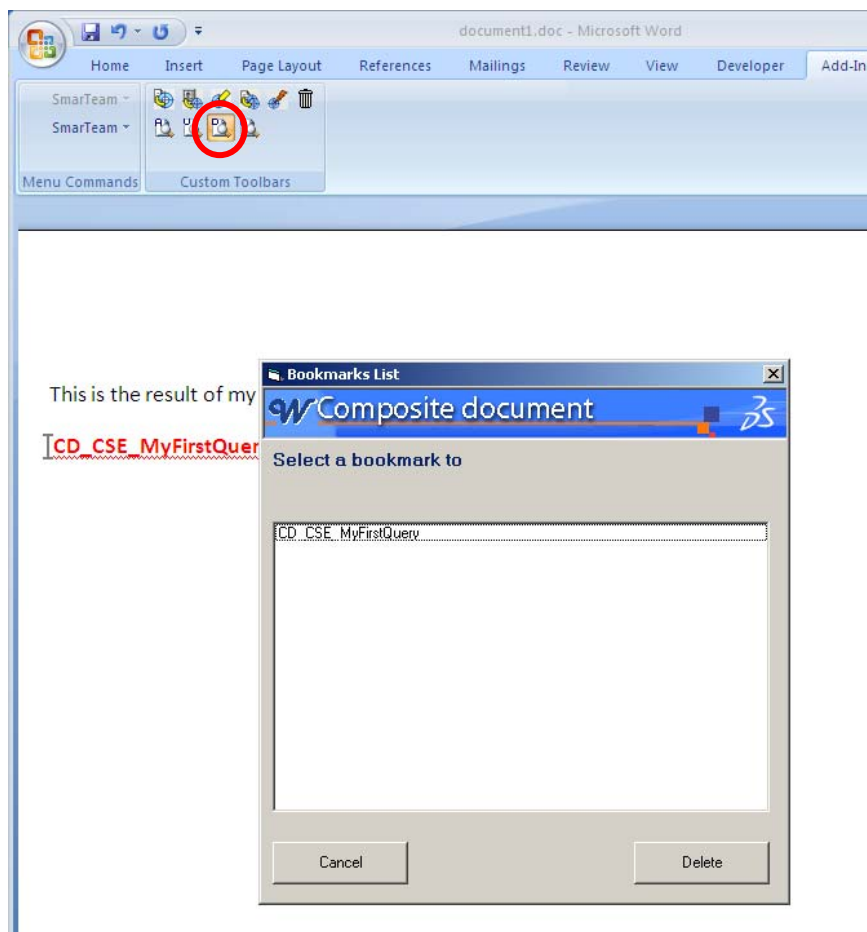 document1.doc - Microsoft Word
Home Insert Page Layout References Mailings Review View Developer Add-In
SmarTeam
SmarTeam
Menu Commands Custom Toolbars
This is the result of my
CD_CSE_MyFirstQuer
Bookmarks List
Composite document
Select a bookmark to
CD_CSE_MyFirstQuery
Cancel Delete